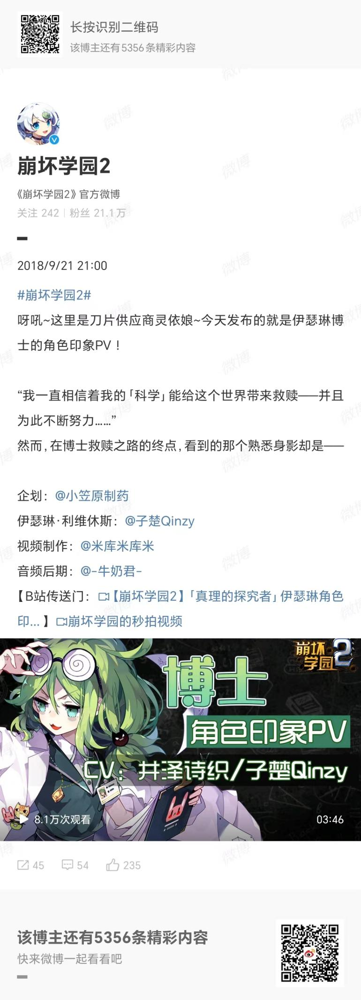 长按识别二维码
该博主还有5356条精彩内容
崩坏学园2
《崩坏学园2》官方微博
关注 242 | 粉丝 21.1万
2018/9/21 21:00
#崩坏学园2#
呀吼~这里是刀片供应商灵依娘~今天发布的就是伊瑟琳博
士的角色印象PV！
“我一直相信着我的「科学」能给这个世界带来救赎——并且
为此不断努力……”
然而，在博士救赎之路的终点，看到的那个熟悉身影却是——
企划：@小笠原制药
伊瑟琳·利维休斯：@子楚Qinzy
视频制作：@米库米库米
音频后期：@-牛奶君-
【B站传送门：【崩坏学园2】「真理的探究者」伊瑟琳角色
印...】崩坏学园的秒拍视频
崩坏学园2
博士
角色印象PV
CV：井泽诗织/子楚Qinzy
8.1万次观看
03:46
45 54 235
该博主还有5356条精彩内容
快来微博一起看看吧
微博